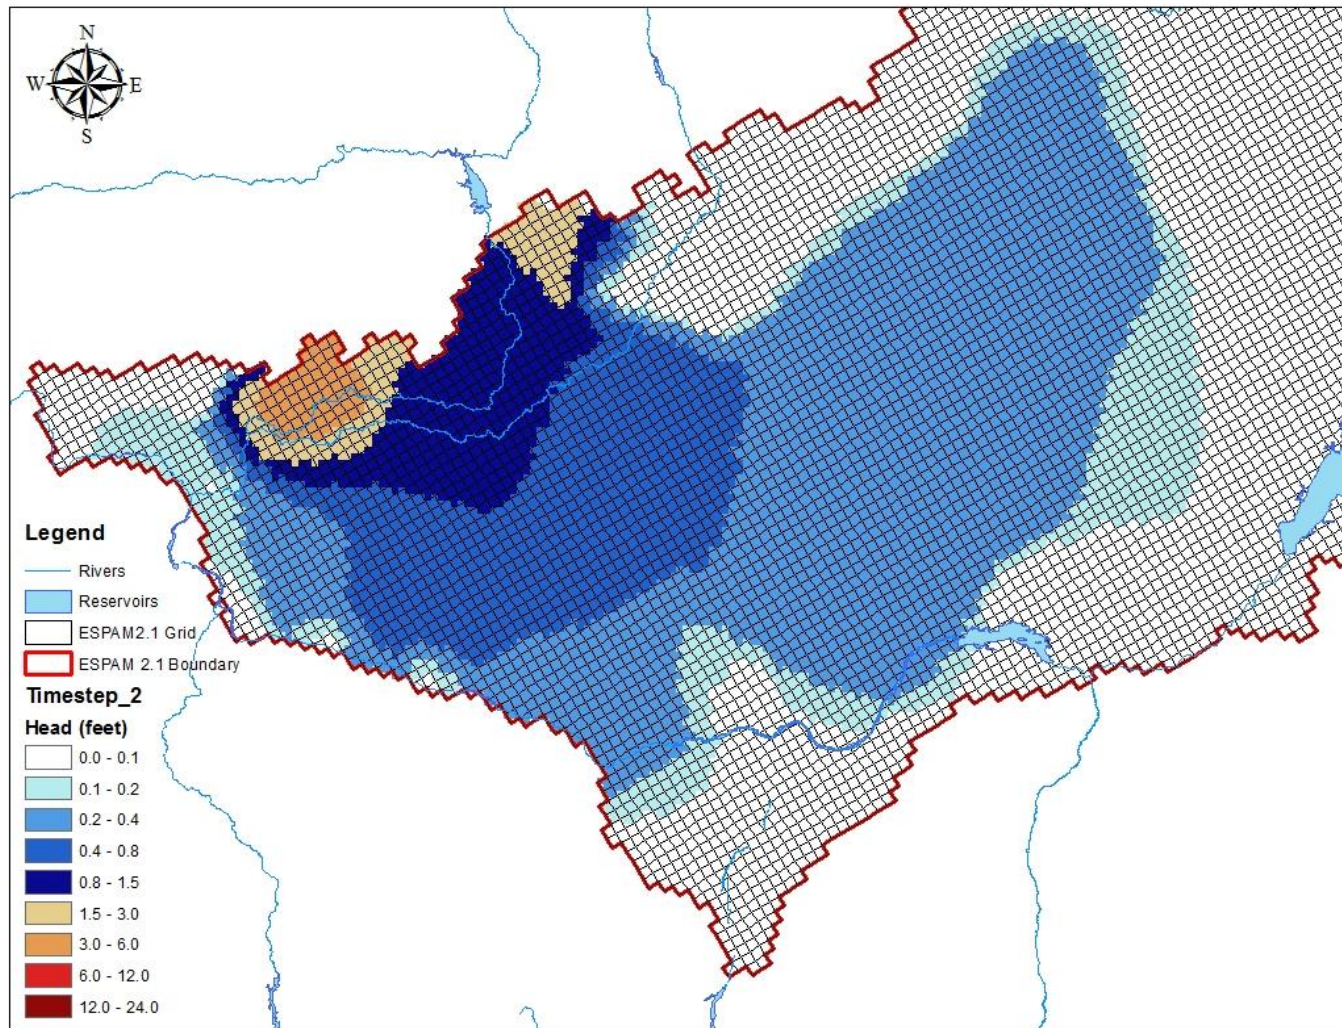 N
W E
S
Legend
Rivers
Reservoirs
ESPAM2.1 Grid
ESPAM 2.1 Boundary
Timestep_2
Head (feet)
0.0 - 0.1
0.1 - 0.2
0.2 - 0.4
0.4 - 0.8
0.8 - 1.5
1.5 - 3.0
3.0 - 6.0
6.0 - 12.0
12.0 - 24.0